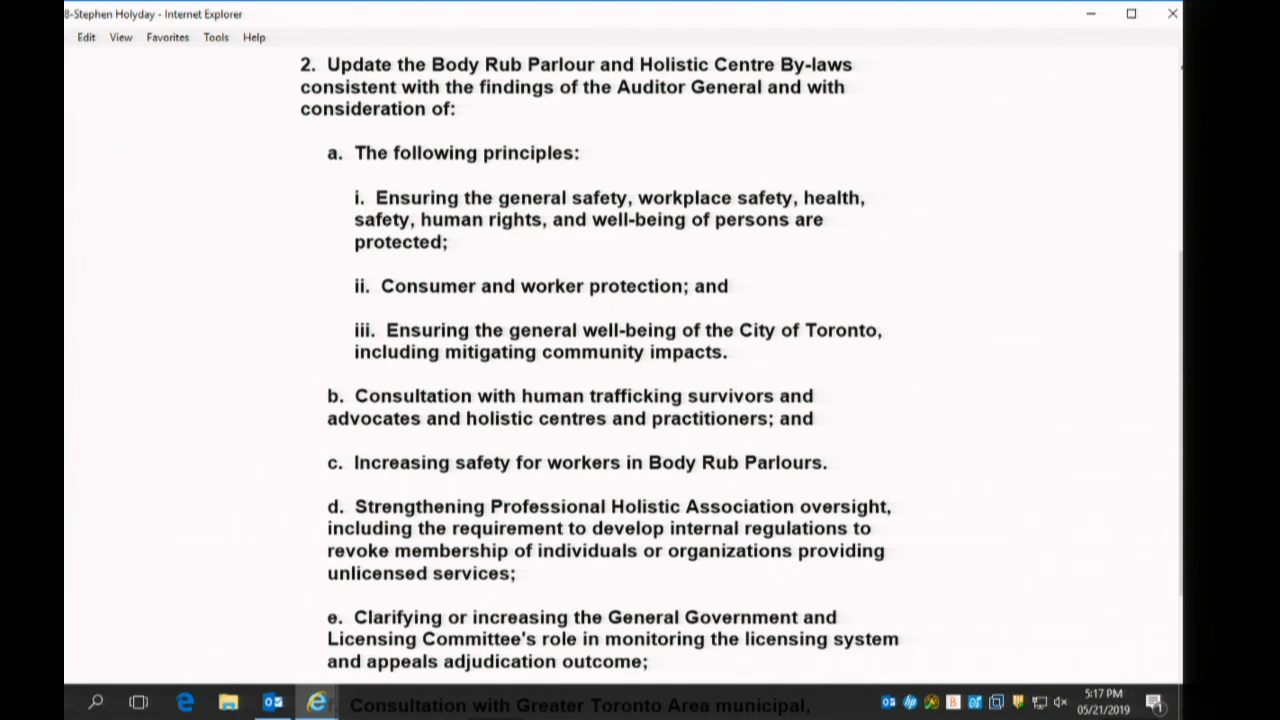 8-Stephen Holyday - Internet Explorer
Edit View Favorites Tools Help
2. Update the Body Rub Parlour and Holistic Centre By-laws
consistent with the findings of the Auditor General and with
consideration of:
a. The following principles:
i. Ensuring the general safety, workplace safety, health,
safety, human rights, and well-being of persons are
protected;
ii. Consumer and worker protection; and
iii. Ensuring the general well-being of the City of Toronto,
including mitigating community impacts.
b. Consultation with human trafficking survivors and
advocates and holistic centres and practitioners; and
c. Increasing safety for workers in Body Rub Parlours.
d. Strengthening Professional Holistic Association oversight,
including the requirement to develop internal regulations to
revoke membership of individuals or organizations providing
unlicensed services;
e. Clarifying or increasing the General Government and
Licensing Committee's role in monitoring the licensing system
and appeals adjudication outcome;
f. Consultation with Greater Toronto Area municipal,
5:17 PM
05/21/2019